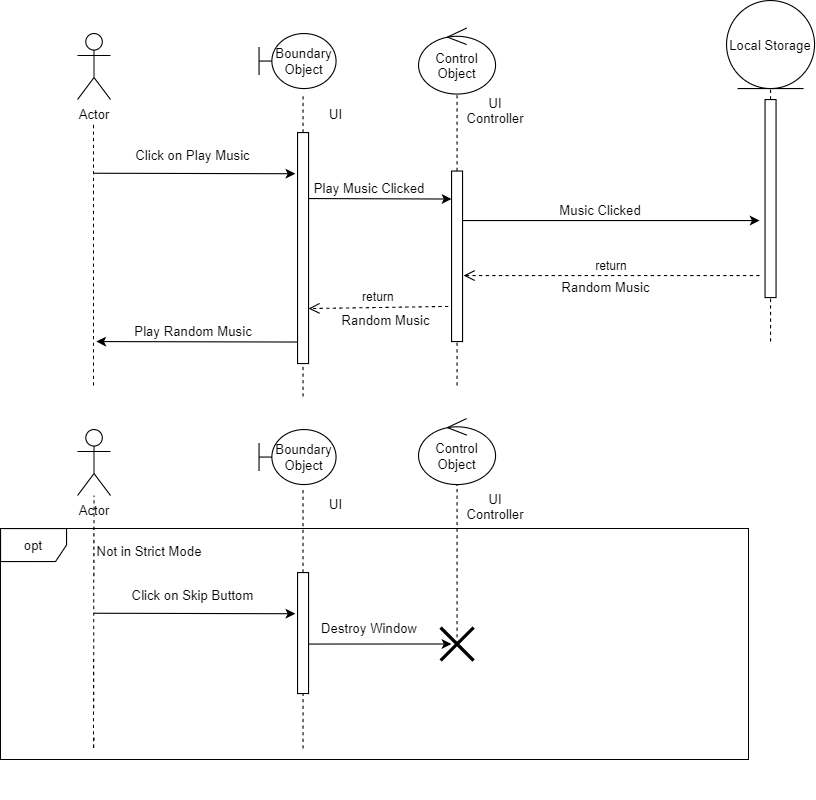 Boundary
Object
Control
Object
Local Storage
Actor
UI
UI
Controller
Click on Play Music
Play Music Clicked
Music Clicked
return
Random Music
return
Random Music
Play Random Music
Boundary
Object
Control
Object
Actor
UI
UI
Controller
opt
Not in Strict Mode
Click on Skip Buttom
Destroy Window